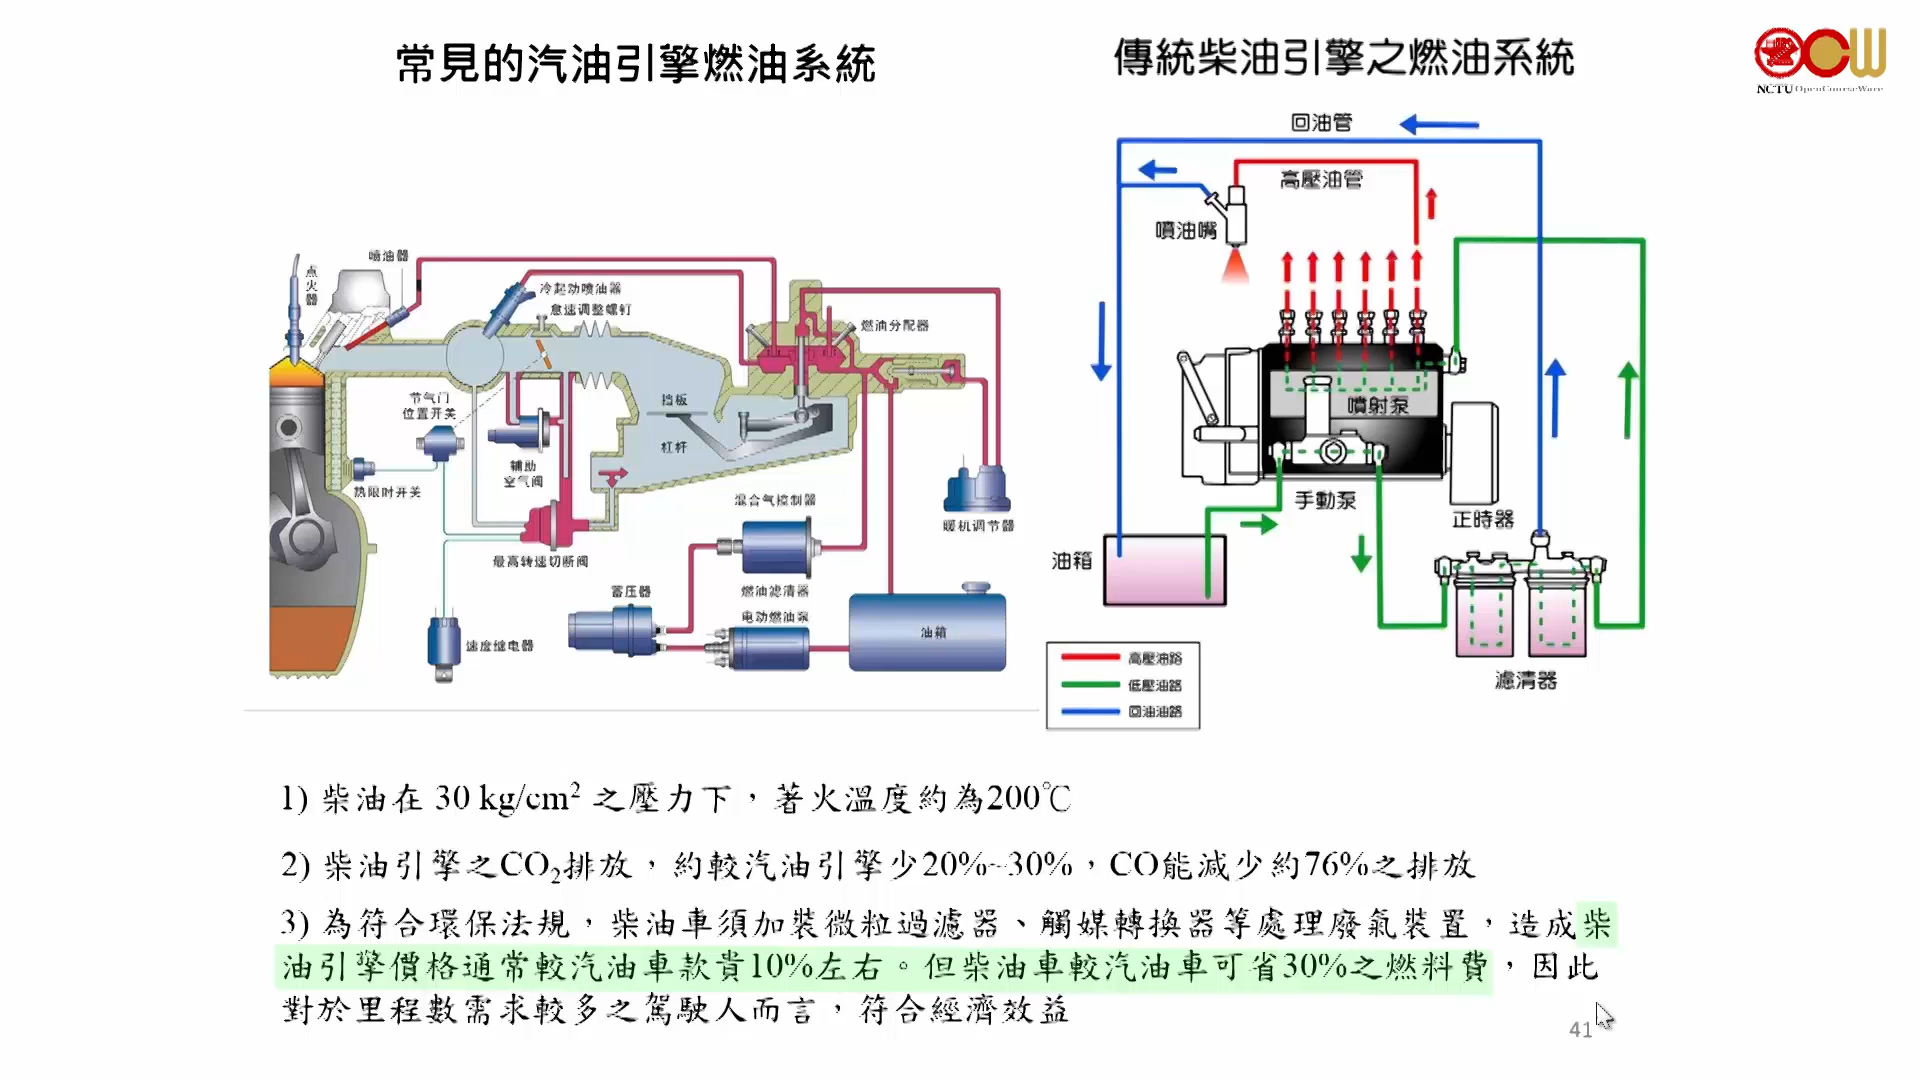 常見的汽油引擎燃油系統
傳統柴油引擎之燃油系統
NCTU OpenCourseWare
点火器
喷油器
冷起动喷油器
怠速调整螺钉
燃油分配器
节气门
位置开关
挡板
杠杆
辅助
空气阀
热限时开关
混合气控制器
暖机调节器
最高转速切断阀
蓄压器
燃油滤清器
电动燃油泵
油箱
速度继电器
回油管
高壓油管
噴油嘴
噴射泵
手動泵
正時器
油箱
濾清器
高壓油路
低壓油路
回油油路
1) 柴油在 30 kg/cm² 之壓力下，著火溫度約為200℃
2) 柴油引擎之CO₂排放，約較汽油引擎少20%~30%，CO能減少約76%之排放
3) 為符合環保法規，柴油車須加裝微粒過濾器、觸媒轉換器等處理廢氣裝置，造成柴
油引擎價格通常較汽油車款貴10%左右。但柴油車較汽油車可省30%之燃料費，因此
對於里程數需求較多之駕駛人而言，符合經濟效益
41